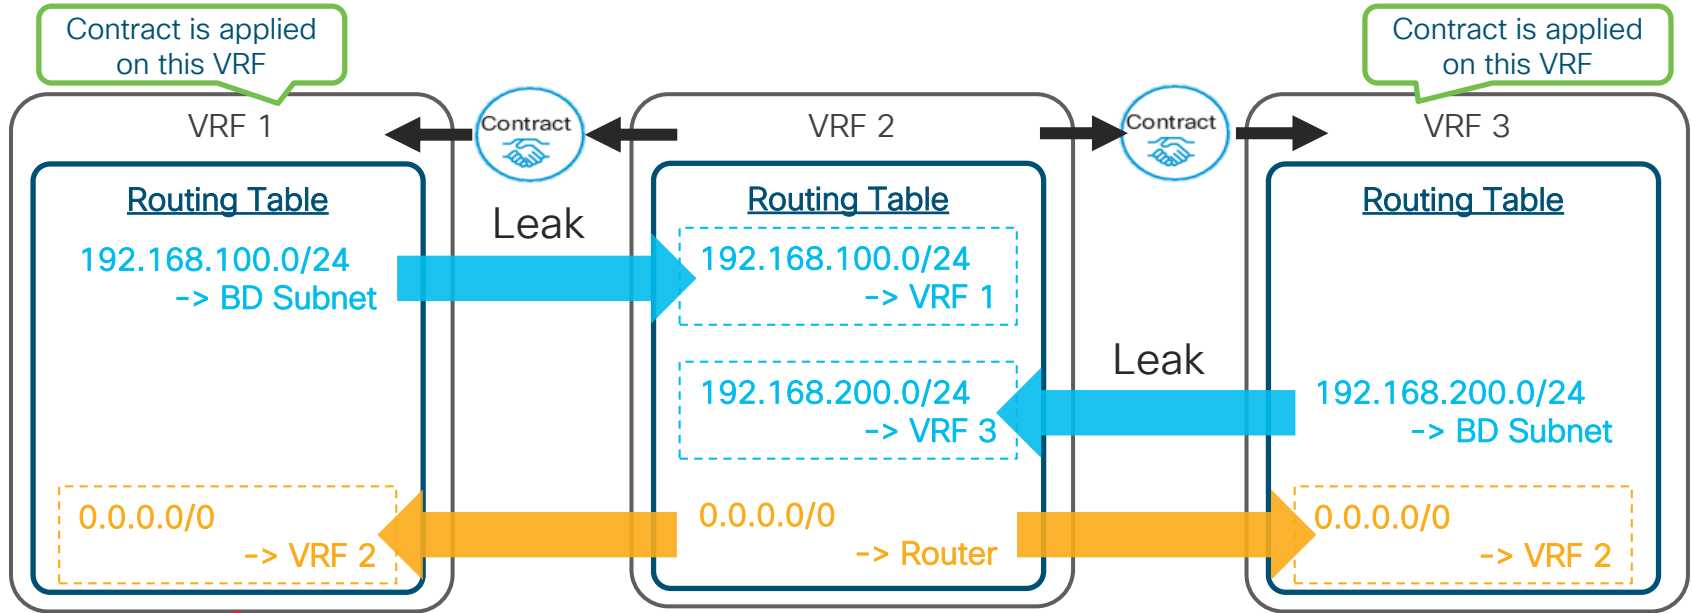 Contract is applied
on this VRF
Contract is applied
on this VRF
VRF 1
Contract
VRF 2
Contract
VRF 3
Routing Table
192.168.100.0/24
-> BD Subnet
0.0.0.0/0
-> VRF 2
Leak
Routing Table
192.168.100.0/24
-> VRF 1
192.168.200.0/24
-> VRF 3
0.0.0.0/0
-> Router
Leak
Routing Table
192.168.200.0/24
-> BD Subnet
0.0.0.0/0
-> VRF 2